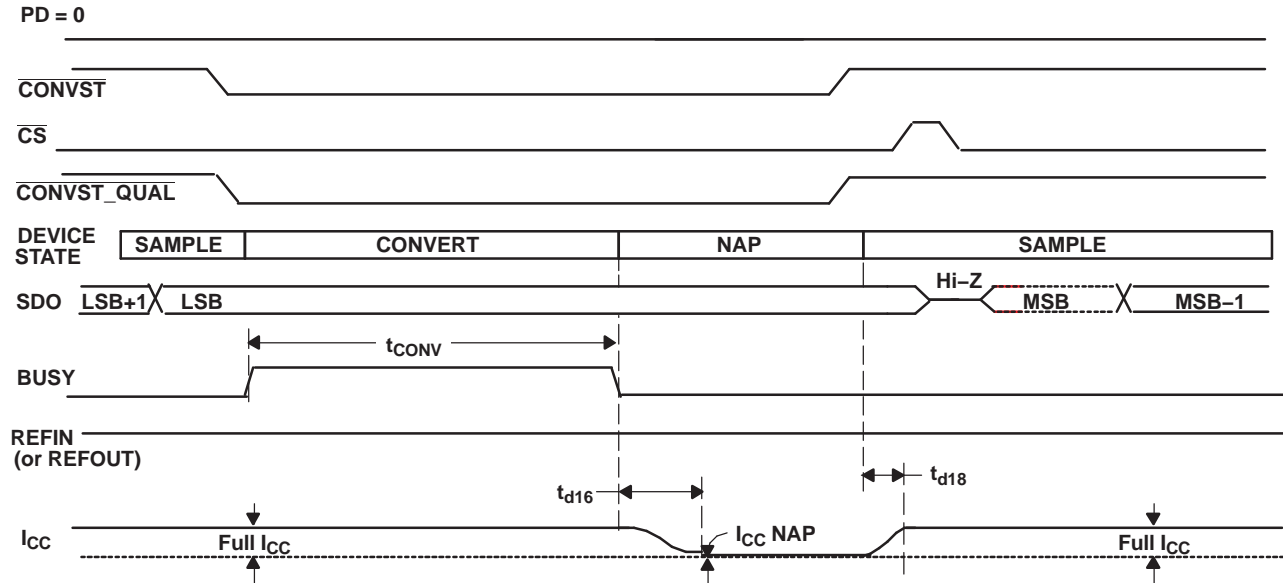 PD = 0
CONVST
CS
CONVST_QUAL
DEVICE STATE
SAMPLE
CONVERT
NAP
SAMPLE
SDO
LSB+1
LSB
Hi–Z
MSB
MSB–1
tCONV
BUSY
REFIN
(or REFOUT)
td16
td18
ICC
Full ICC
ICC NAP
Full ICC